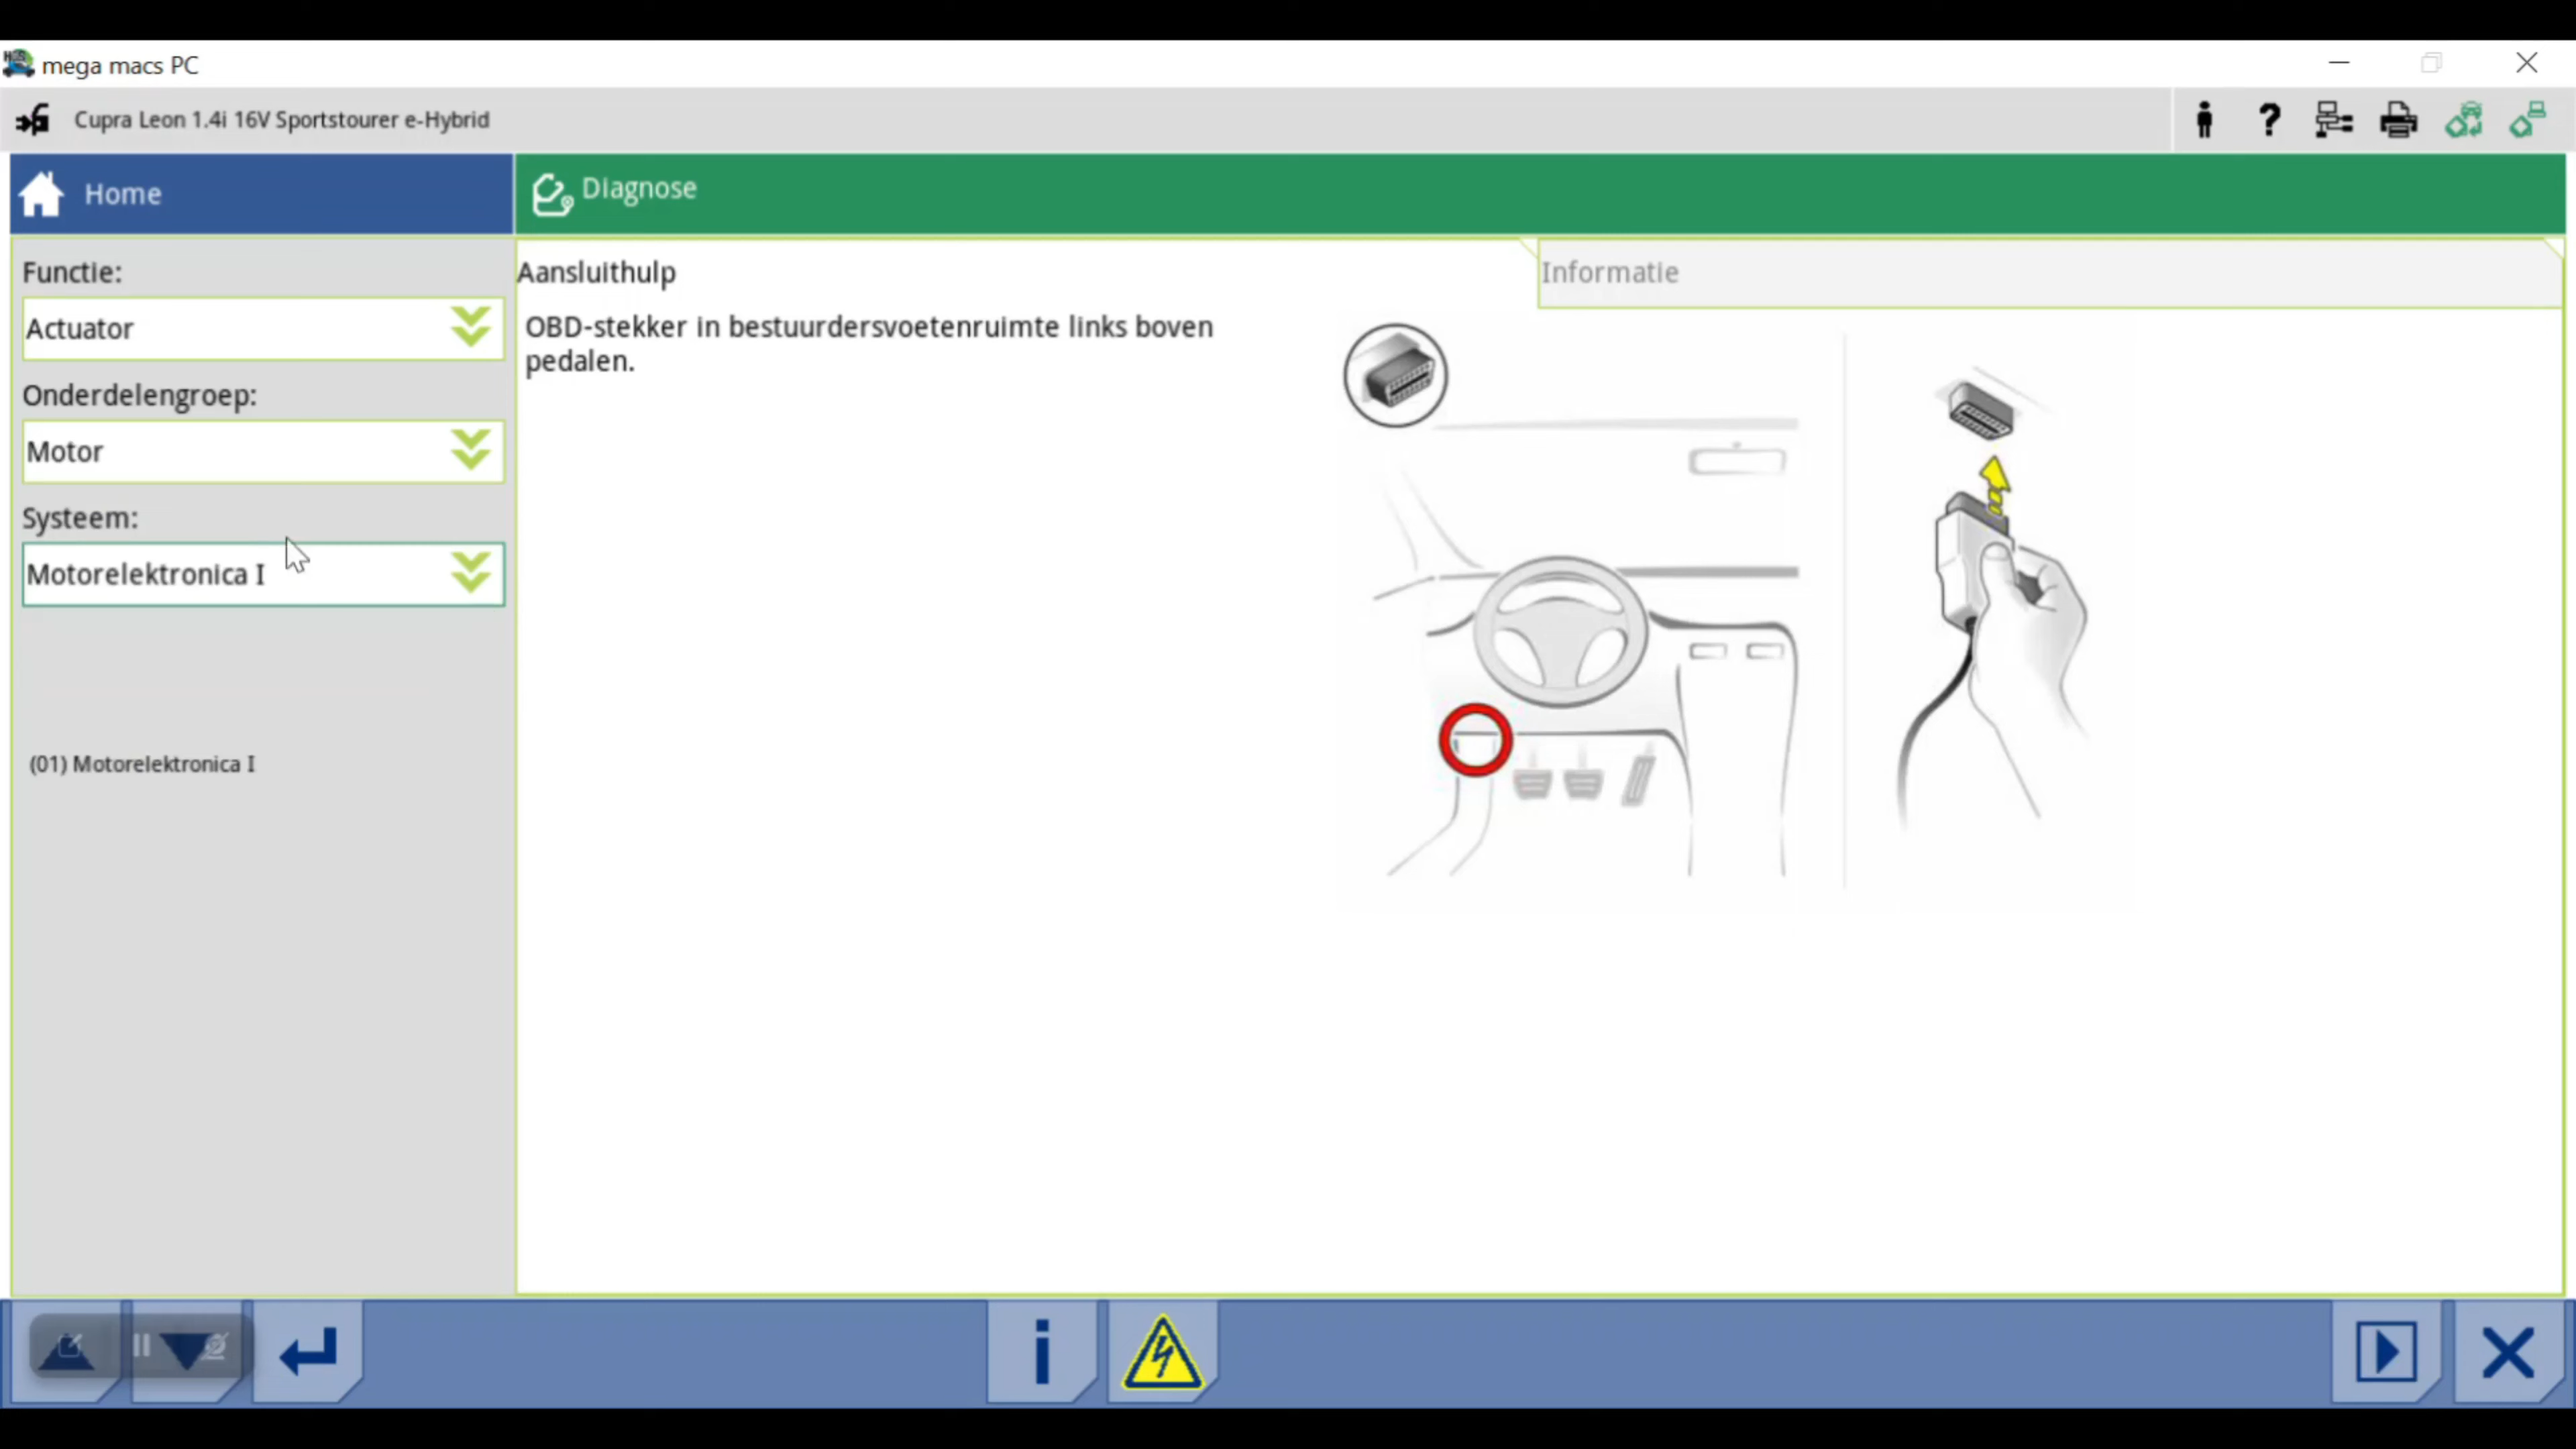 mega macs PC
Cupra Leon 1.4i 16V Sportstourer e-Hybrid
Home
Diagnose
Functie:
Actuator
Onderdelengroep:
Motor
Systeem:
Motorelektronica I
(01) Motorelektronica I
Aansluithulp
Informatie
OBD-stekker in bestuurdersvoetenruimte links boven
pedalen.